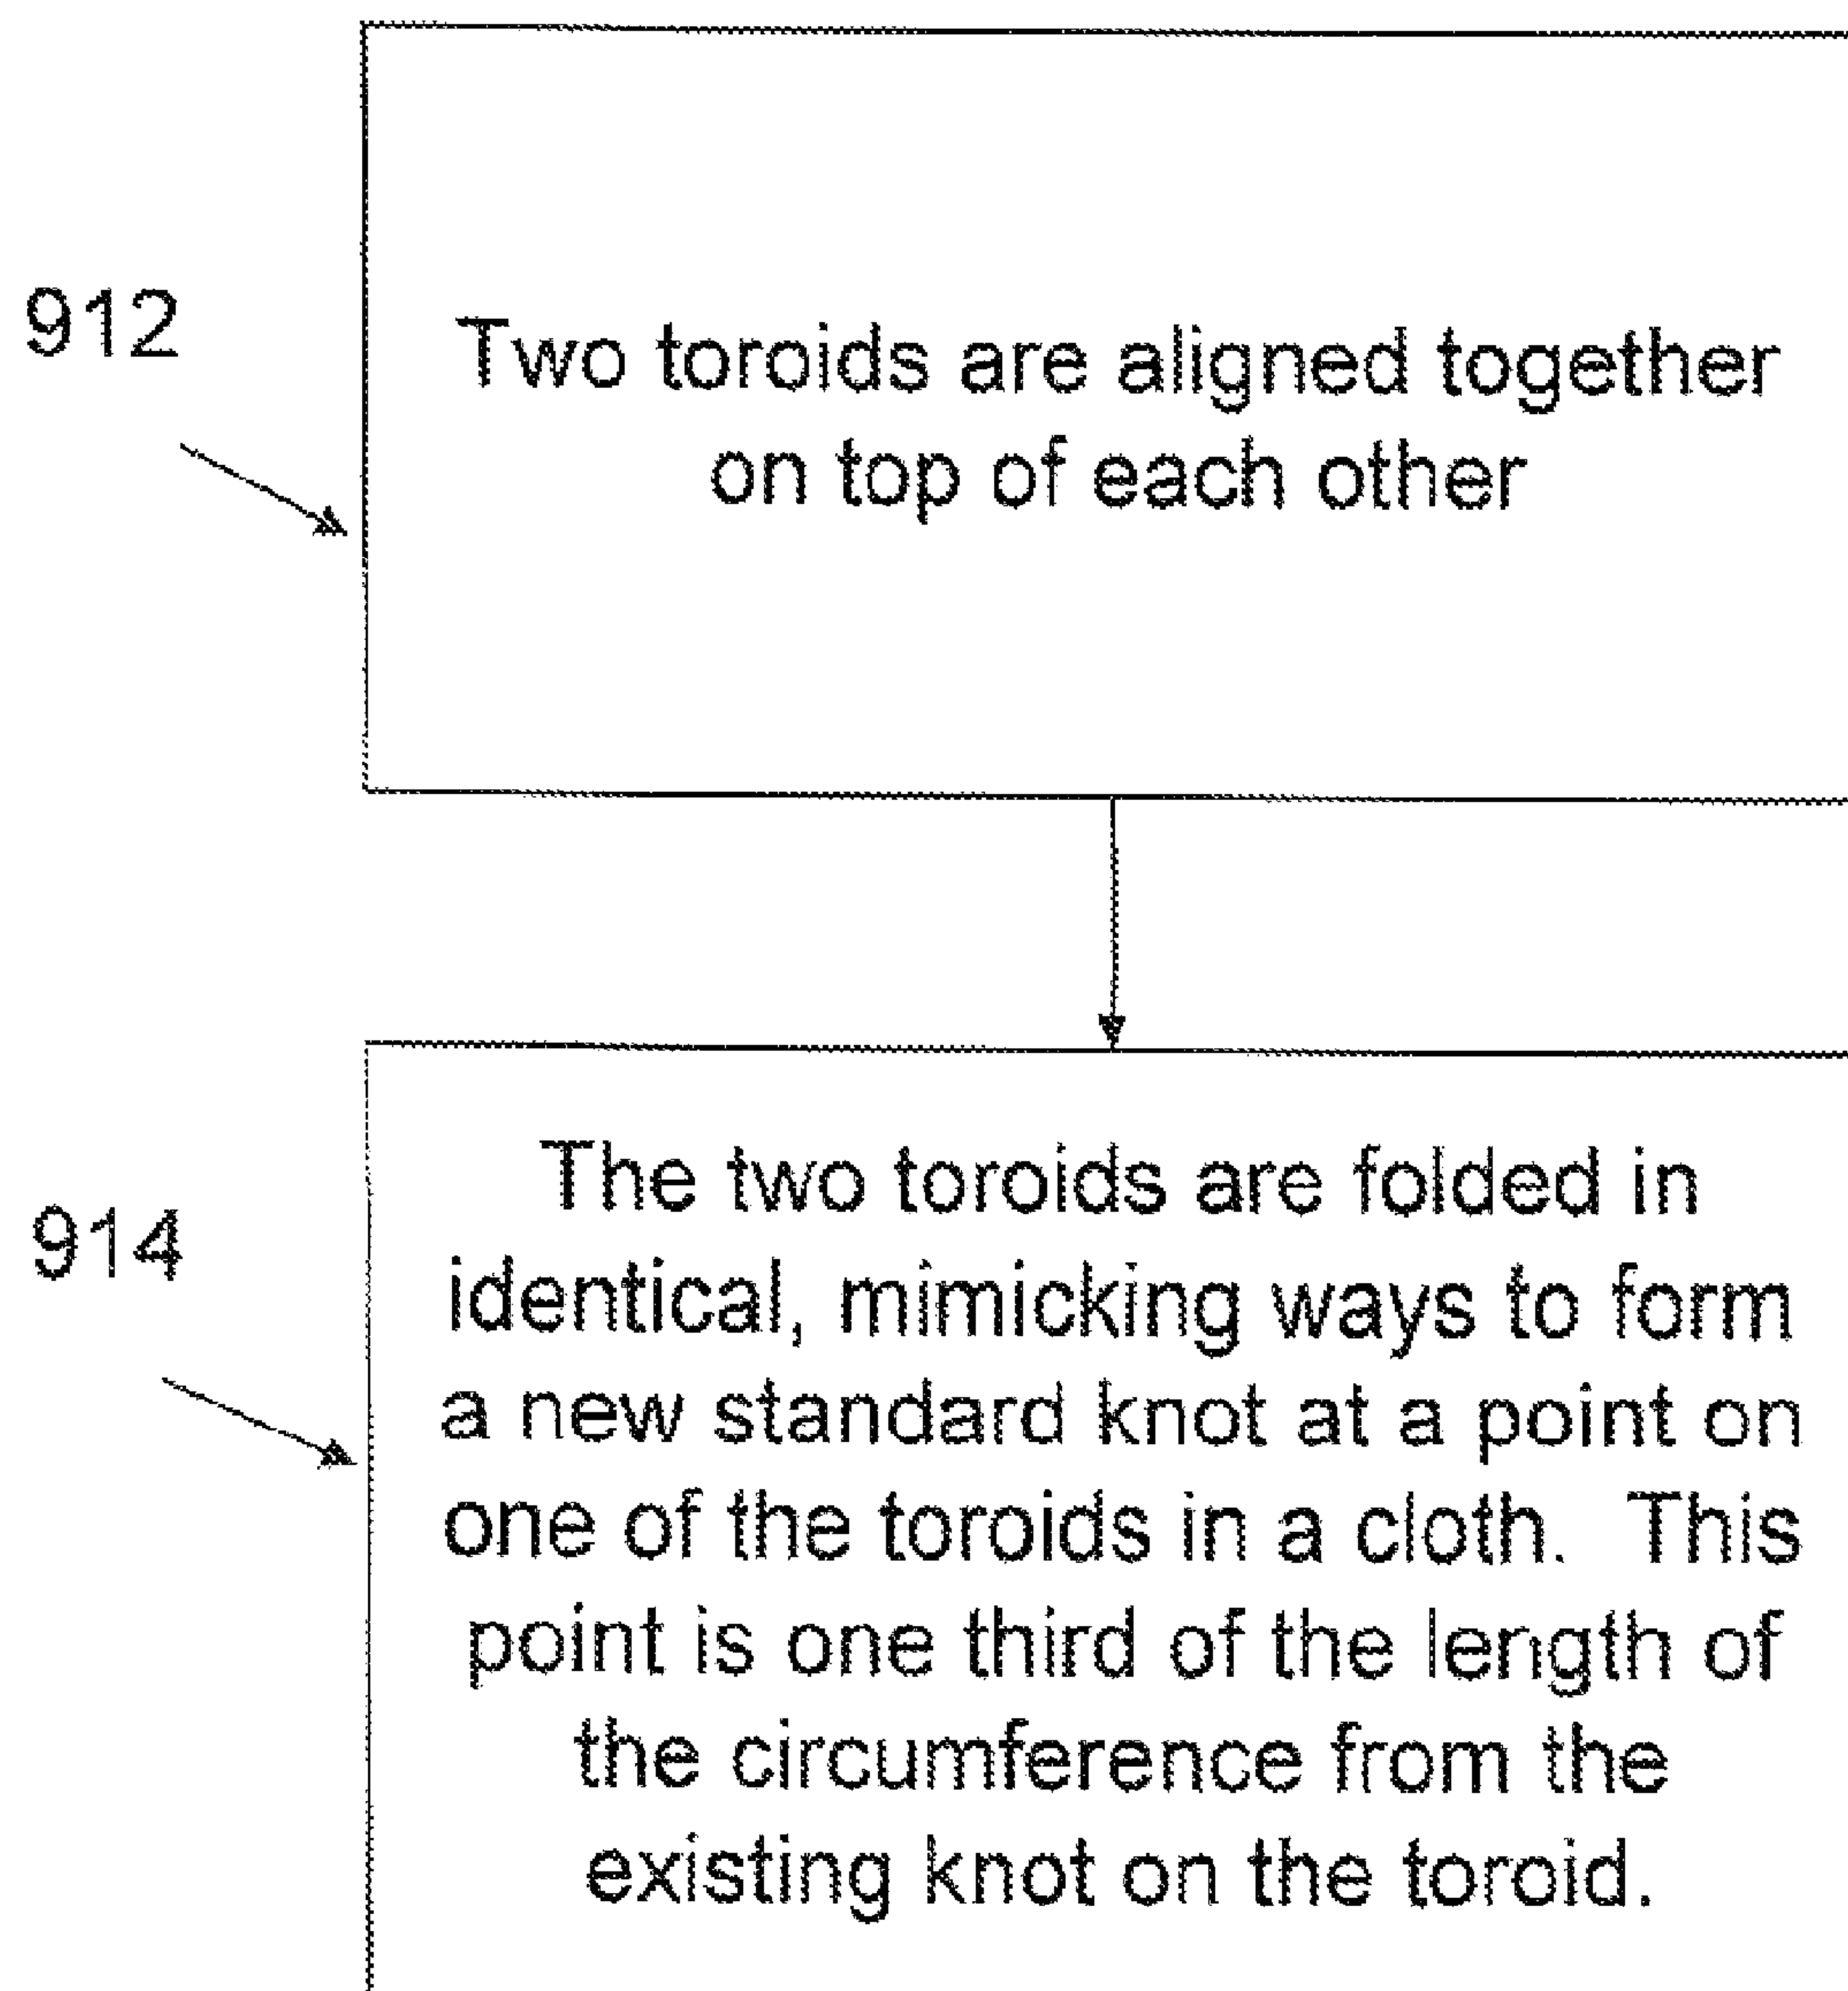 912
Two toroids are aligned together
on top of each other
914
The two toroids are folded in
identical, mimicking ways to form
a new standard knot at a point on
one of the toroids in a cloth.  This
point is one third of the length of
the circumference from the
existing knot on the toroid.